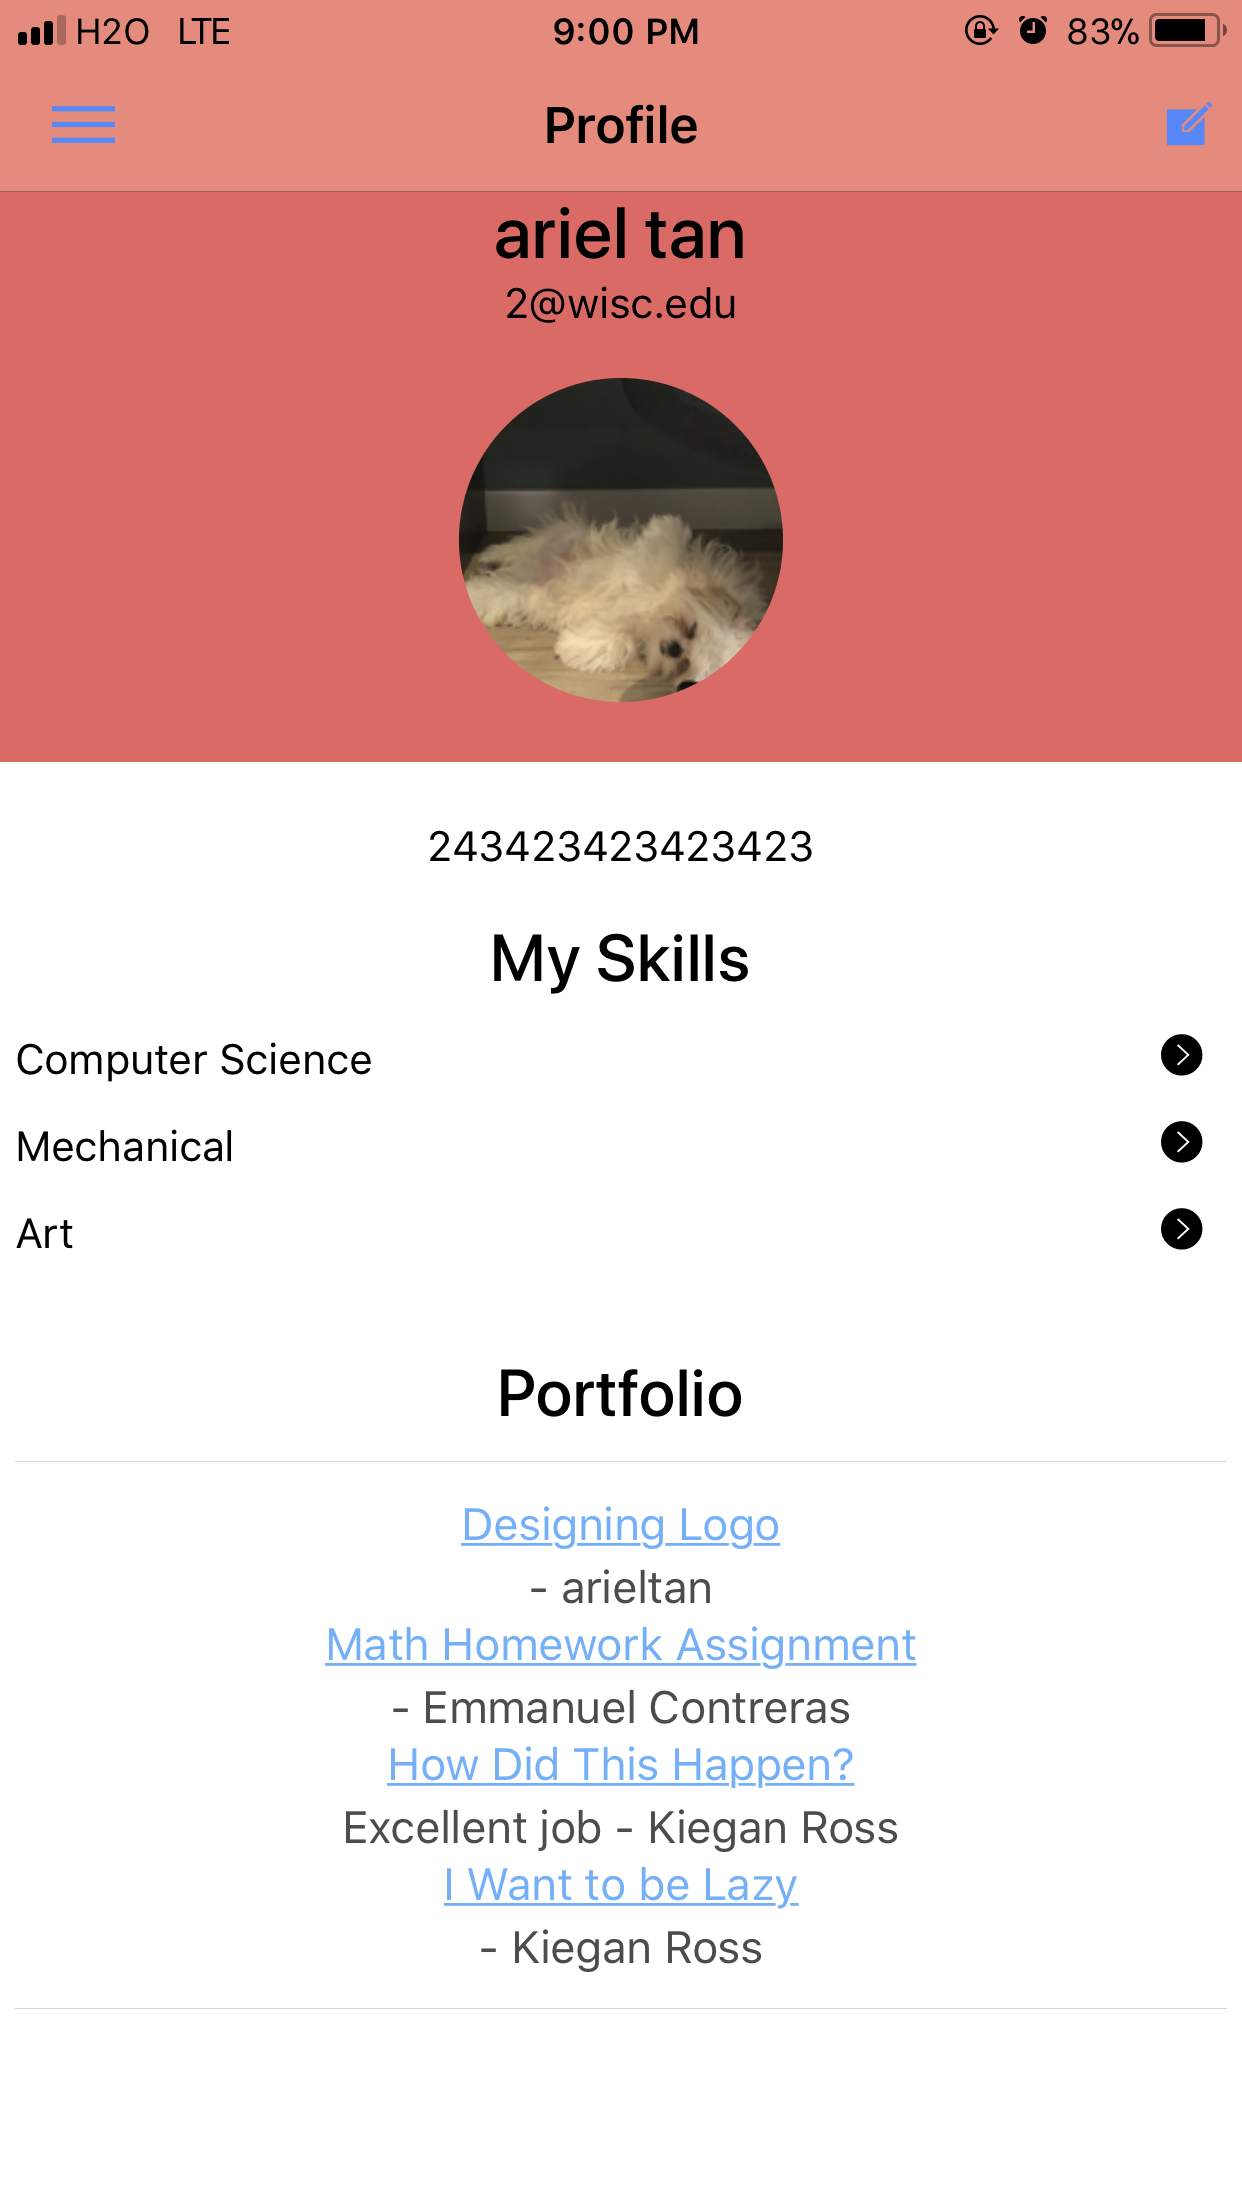 H2O LTE 9:00 PM 83%
Profile
ariel tan
2@wisc.edu
243423423423423
My Skills
Computer Science
Mechanical
Art
Portfolio
Designing Logo
- arieltan
Math Homework Assignment
- Emmanuel Contreras
How Did This Happen?
Excellent job - Kiegan Ross
I Want to be Lazy
- Kiegan Ross